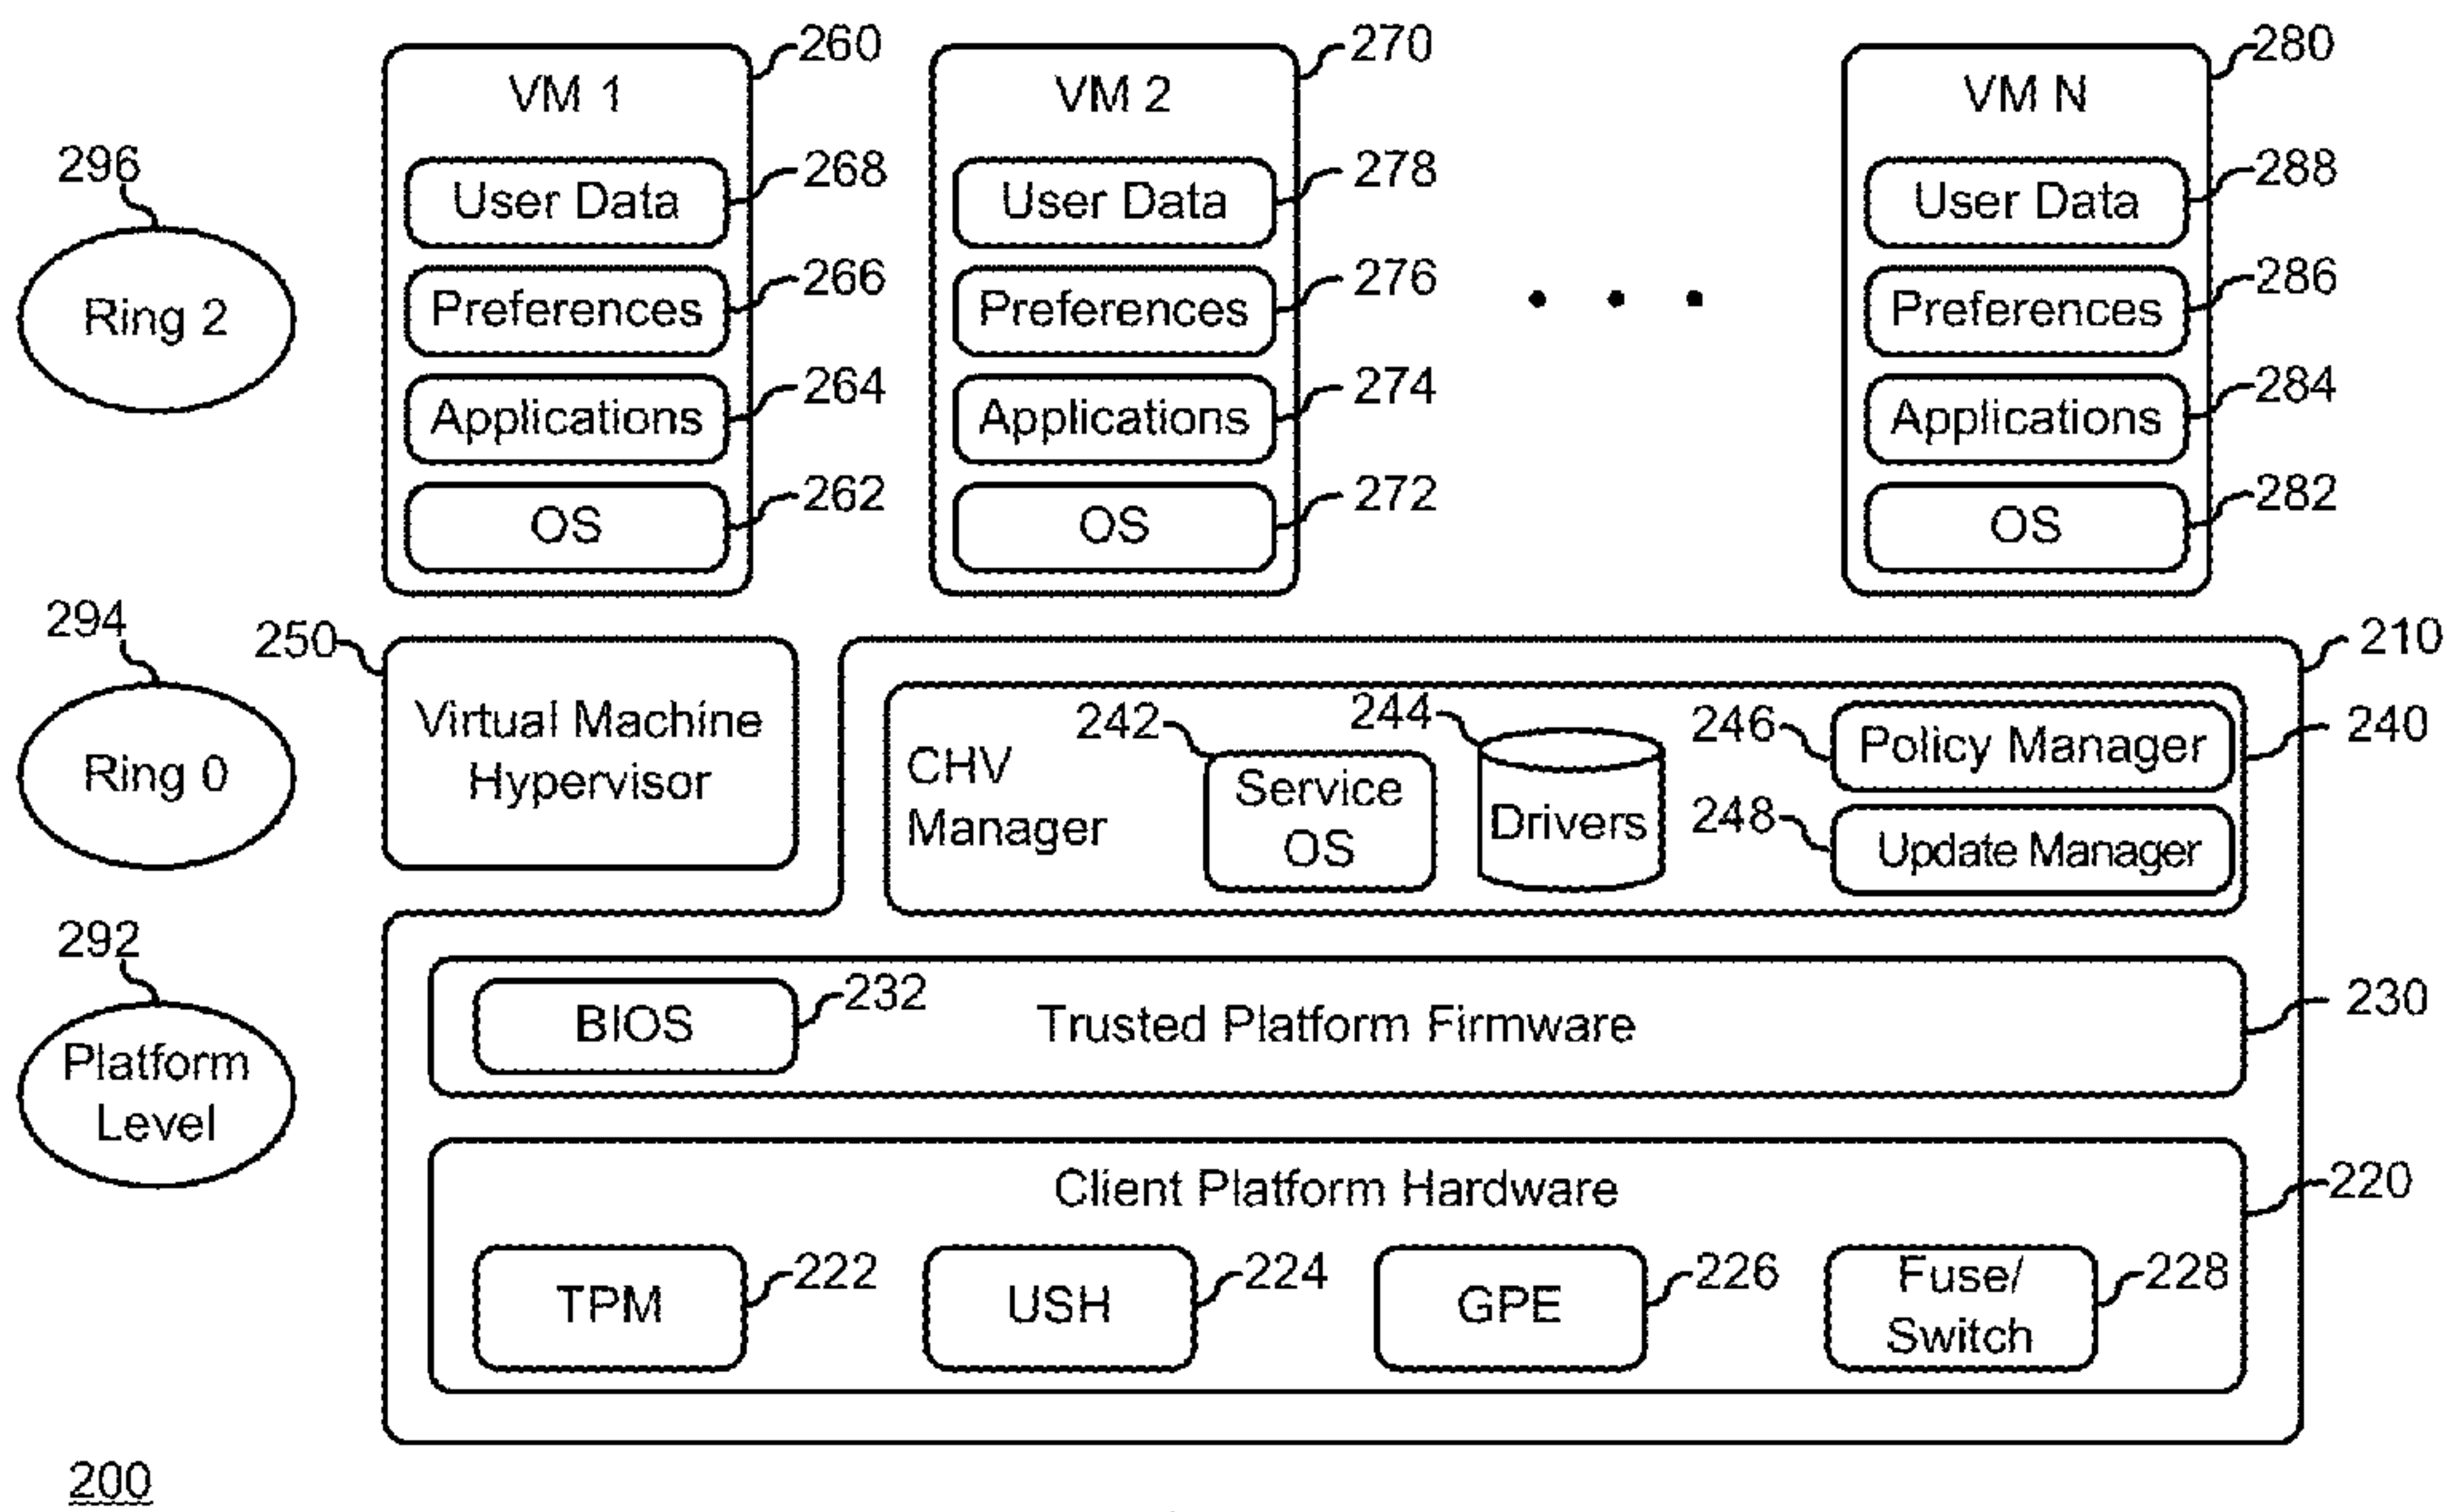 260
270
280
VM 1
VM 2
VM N
296
268
278
288
User Data
User Data
User Data
266
276
286
Ring 2
Preferences
Preferences
Preferences
264
274
284
Applications
Applications
Applications
262
272
282
OS
OS
OS
294
250
210
Virtual Machine
Hypervisor
Ring 0
CHV
Manager
242
Service
OS
244
Drivers
246
Policy Manager
240
248
Update Manager
292
Platform
Level
BIOS
232
Trusted Platform Firmware
230
Client Platform Hardware
220
TPM
222
USH
224
GPE
226
Fuse/
Switch
228
200